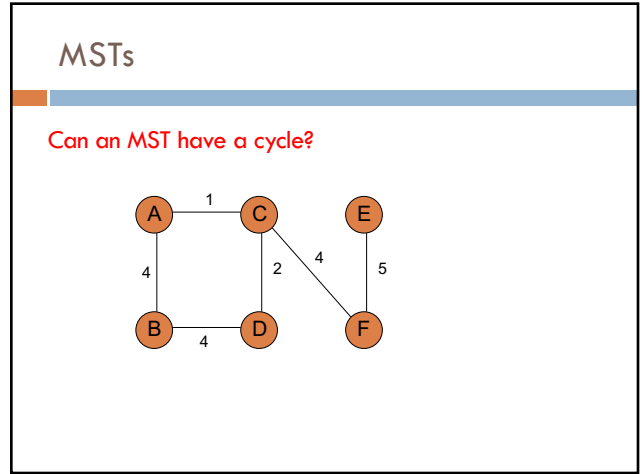 MSTs
Can an MST have a cycle?
1
A C E
4 2 4 5
B D F
4